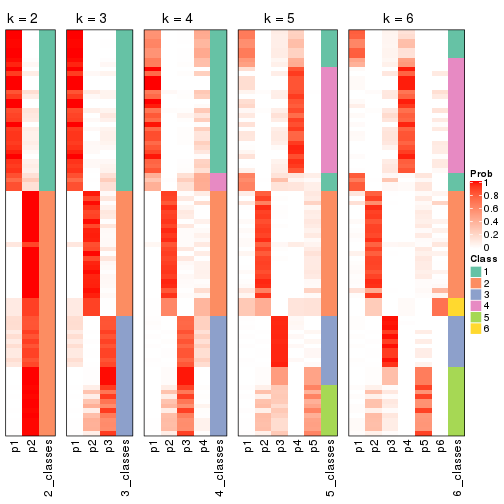 k = 2
k = 3
k = 4
k = 5
k = 6
p1
p2
2_classes
p1
p2
p3
3_classes
p1
p2
p3
p4
4_classes
p1
p2
p3
p4
p5
5_classes
p1
p2
p3
p4
p5
p6
6_classes
Prob
1
0.8
0.6
0.4
0.2
0
Class
1
2
3
4
5
6